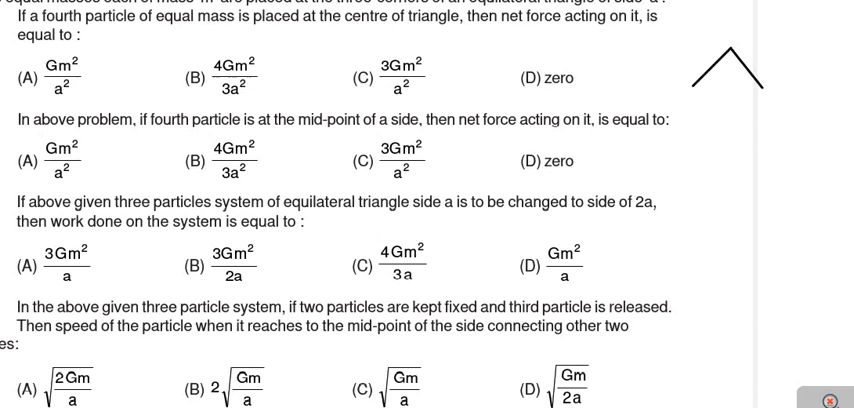 If a fourth particle of equal mass is placed at the centre of triangle, then net force acting on it, is
equal to :
(A) Gm²/a² (B) 4Gm²/3a² (C) 3Gm²/a² (D) zero
In above problem, if fourth particle is at the mid-point of a side, then net force acting on it, is equal to:
(A) Gm²/a² (B) 4Gm²/3a² (C) 3Gm²/a² (D) zero
If above given three particles system of equilateral triangle side a is to be changed to side of 2a,
then work done on the system is equal to :
(A) 3Gm²/a (B) 3Gm²/2a (C) 4Gm²/3a (D) Gm²/a
In the above given three particle system, if two particles are kept fixed and third particle is released.
Then speed of the particle when it reaches to the mid-point of the side connecting other two
es:
(A) √(2Gm/a) (B) 2√(Gm/a) (C) √(Gm/a) (D) √(Gm/2a)